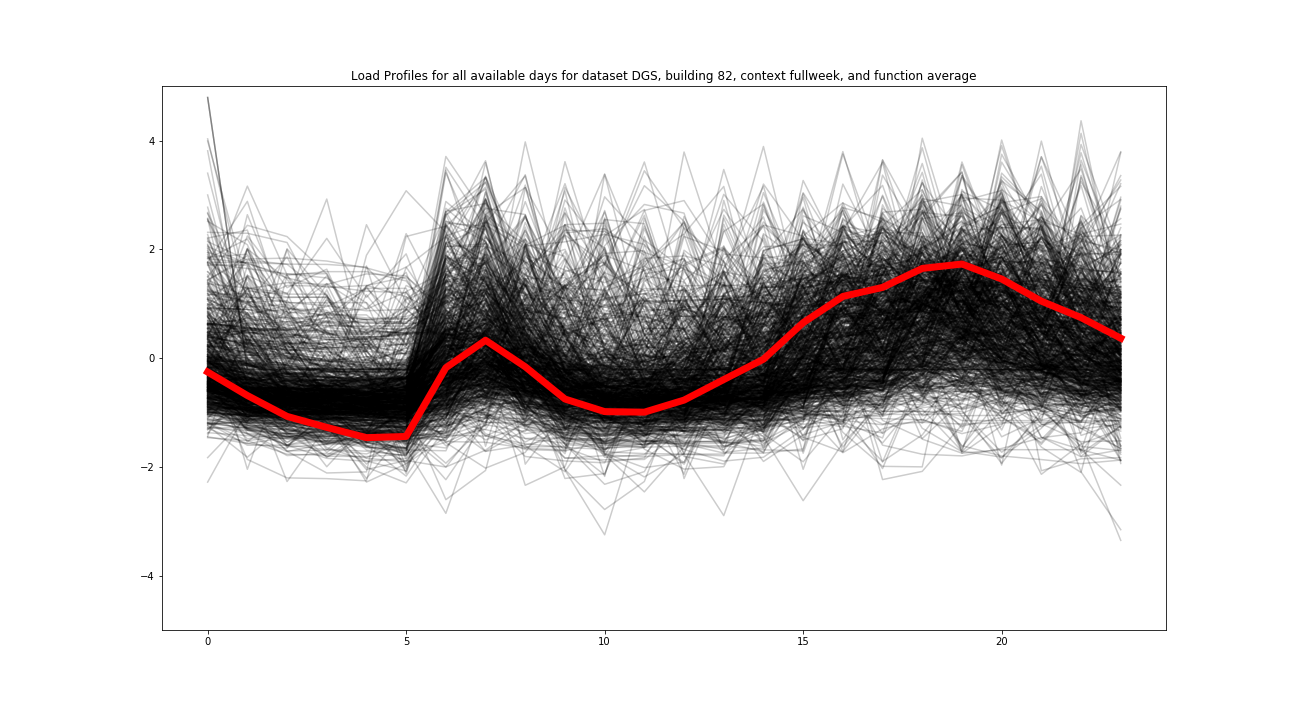 Load Profiles for all available days for dataset DGS, building 82, context fullweek, and function average
4
2
0
−2
−4
0 5 10 15 20